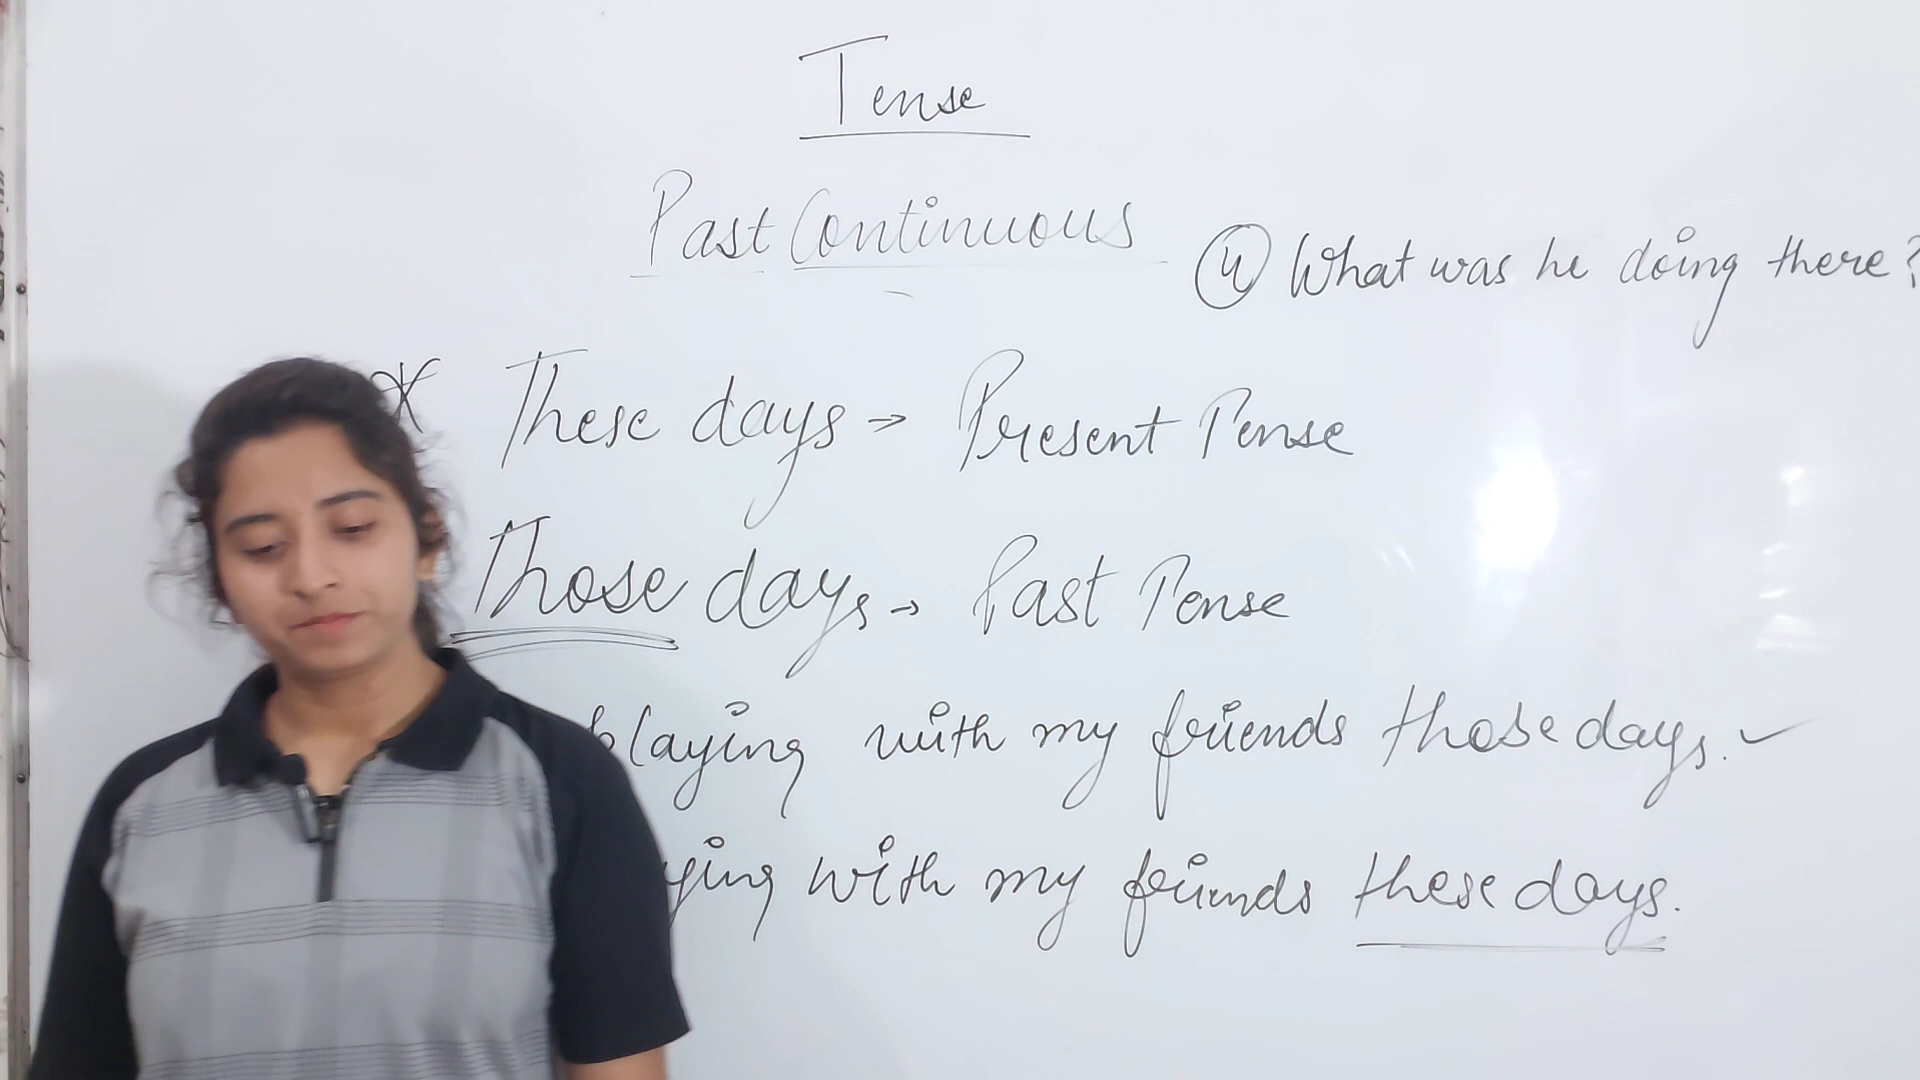 Tense
Past Continuous
④ What was he doing there?
* These days → Present Tense
Those days → Past Tense
playing with my friends those days. ✓
ying with my friends these days.